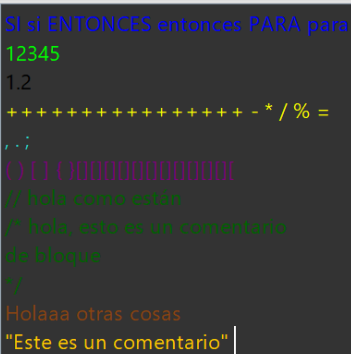 SI si ENTONCES entonces PARA para
12345
1.2
+ + + + + + + + + + + + + + + + - * / % =
, . ;
// hola como están
/* hola, esto es un comentario
de bloque
*/
Holaaa otras cosas
"Este es un comentario"